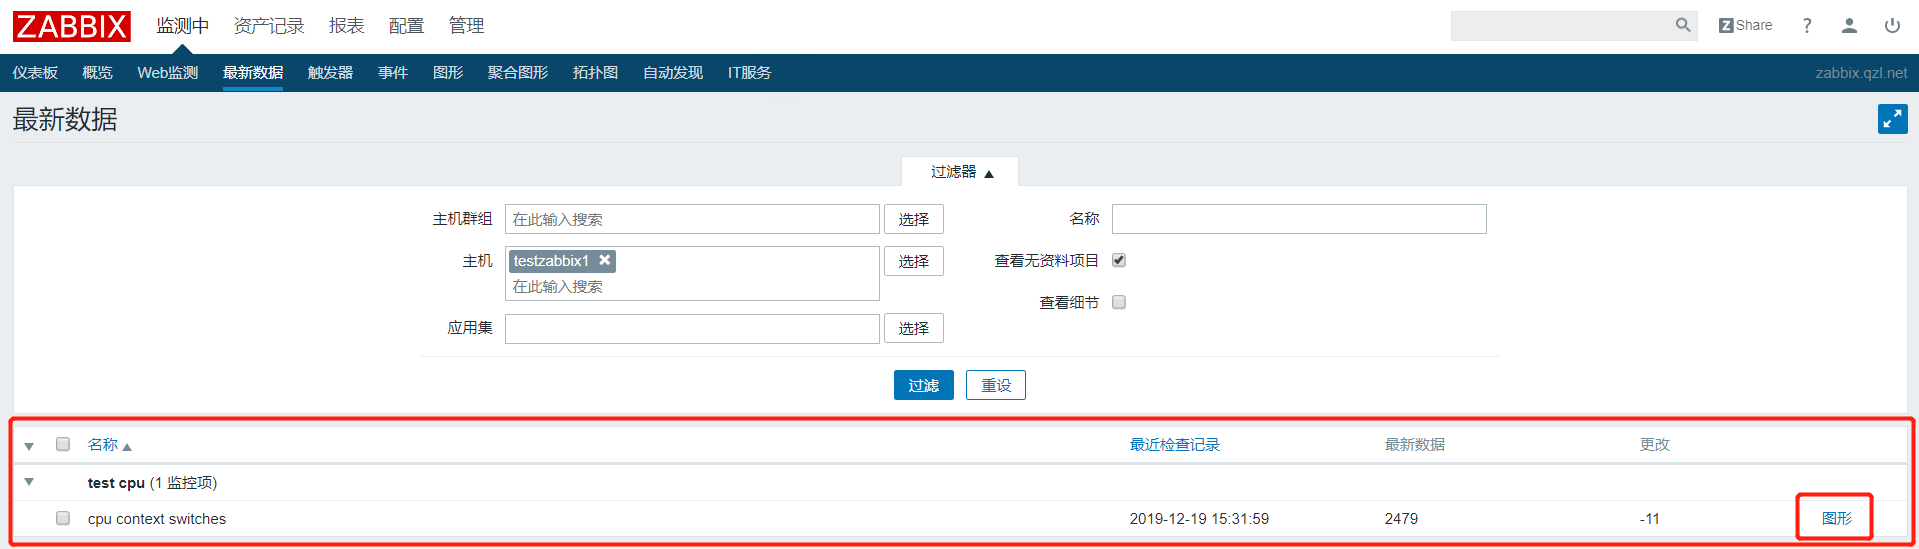 ZABBIX 监测中 资产记录 报表 配置 管理 Z Share ?
仪表板 概览 Web监测 最新数据 触发器 事件 图形 聚合图形 拓扑图 自动发现 IT服务 zabbix.qzl.net
最新数据
过滤器 ▲
主机群组 在此输入搜索 选择 名称
主机 testzabbix1 ✖ 选择 查看无资料项目
在此输入搜索
查看细节
应用集 选择
过滤 重设
▼ 名称 ▲ 最近检查记录 最新数据 更改
▼ test cpu (1 监控项)
cpu context switches 2019-12-19 15:31:59 2479 -11 图形